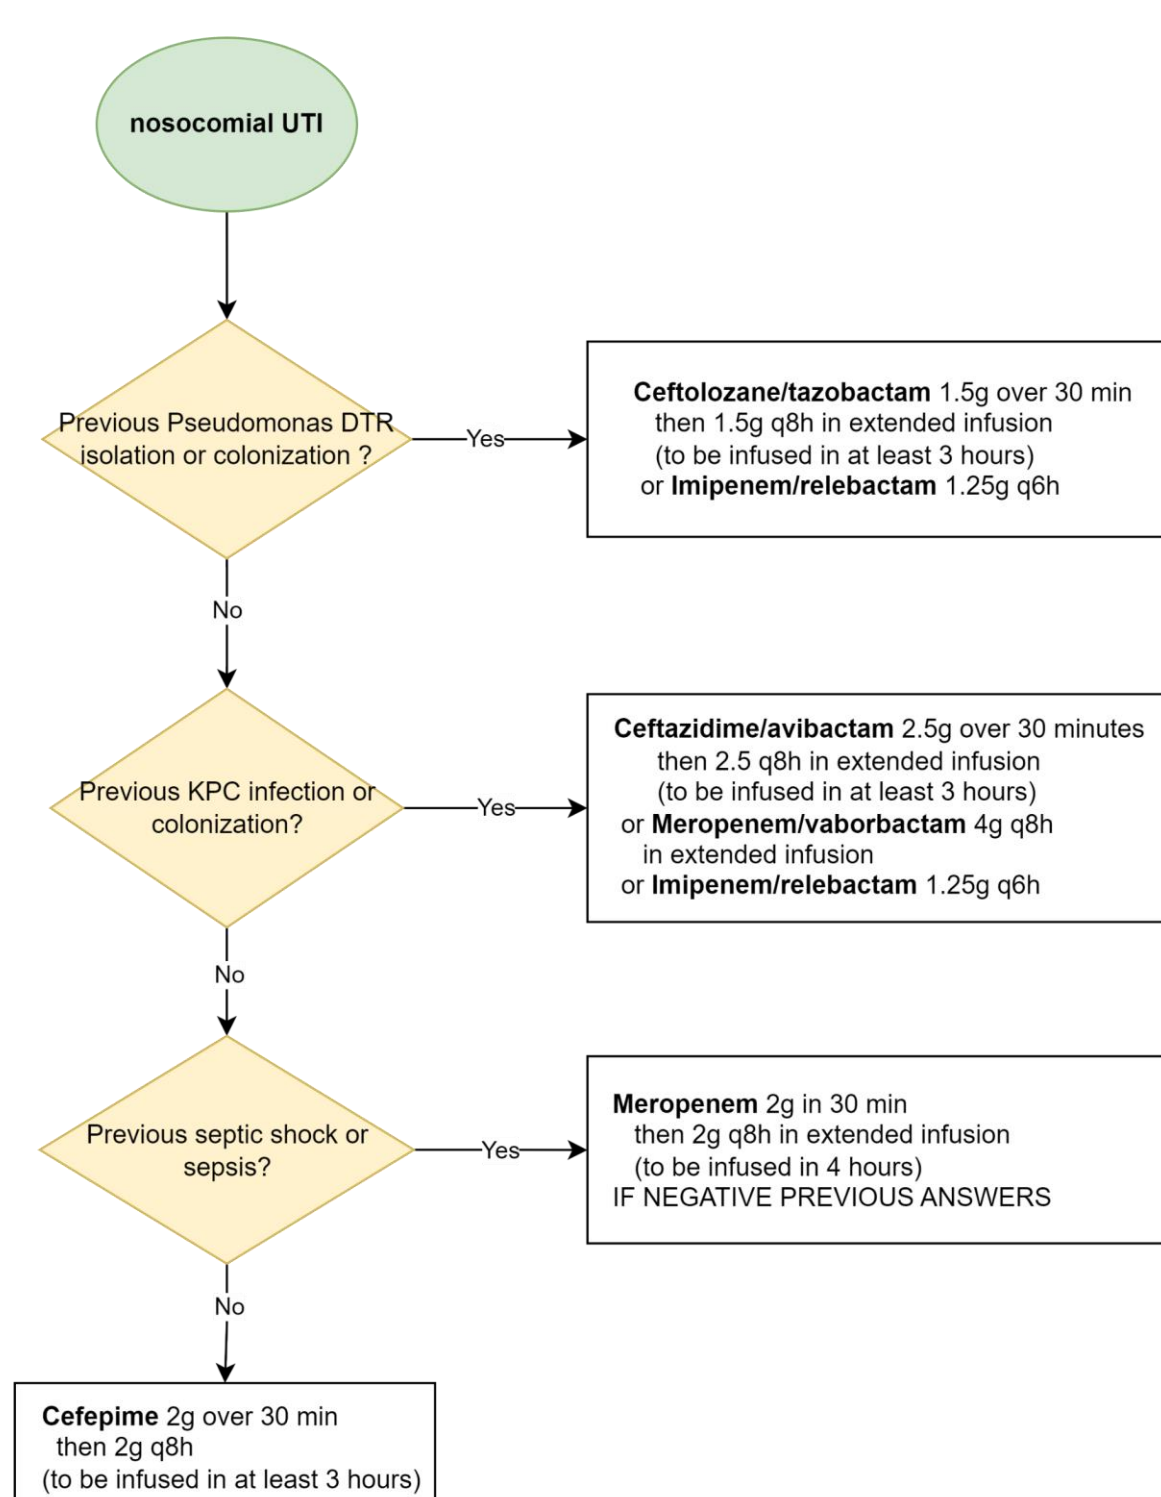 nosocomial UTI
Previous Pseudomonas DTR
isolation or colonization ?
Yes
Ceftolozane/tazobactam 1.5g over 30 min
then 1.5g q8h in extended infusion
(to be infused in at least 3 hours)
or Imipenem/relebactam 1.25g q6h
No
Previous KPC infection or
colonization?
Yes
Ceftazidime/avibactam 2.5g over 30 minutes
then 2.5 q8h in extended infusion
(to be infused in at least 3 hours)
or Meropenem/vaborbactam 4g q8h
in extended infusion
or Imipenem/relebactam 1.25g q6h
No
Previous septic shock or
sepsis?
Yes
Meropenem 2g in 30 min
then 2g q8h in extended infusion
(to be infused in 4 hours)
IF NEGATIVE PREVIOUS ANSWERS
No
Cefepime 2g over 30 min
then 2g q8h
(to be infused in at least 3 hours)